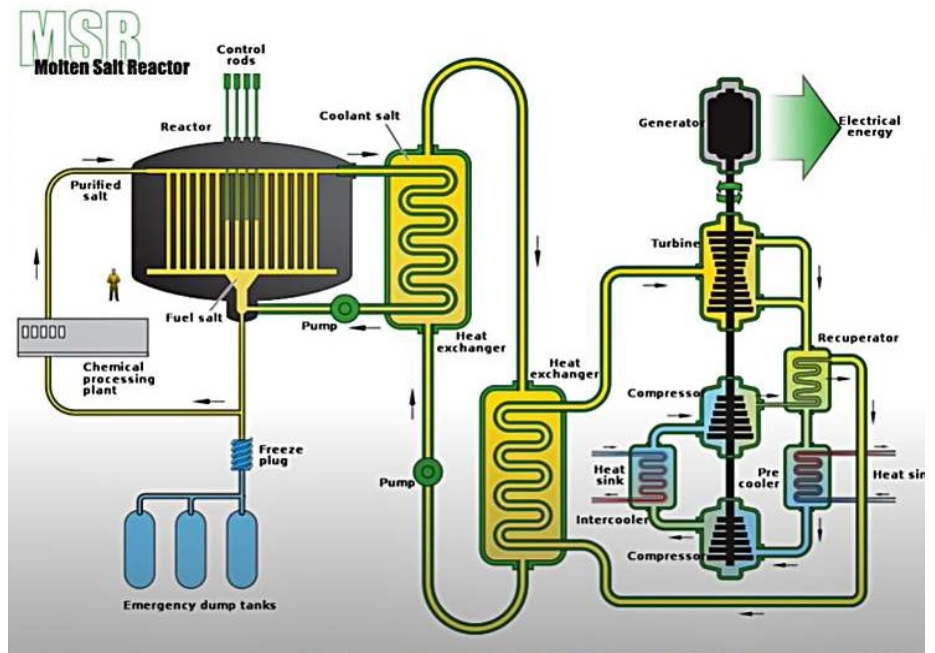 MSR
Molten Salt Reactor
Control
rods
Reactor
Coolant salt
Purified
salt
Fuel salt
Pump
Heat
exchanger
Chemical
processing
plant
Freeze
plug
Emergency dump tanks
Pump
Heat
exchanger
Generator
Electrical
energy
Turbine
Recuperator
Compressor
Heat
sink
Intercooler
Pre
cooler
Heat sink
Compressor